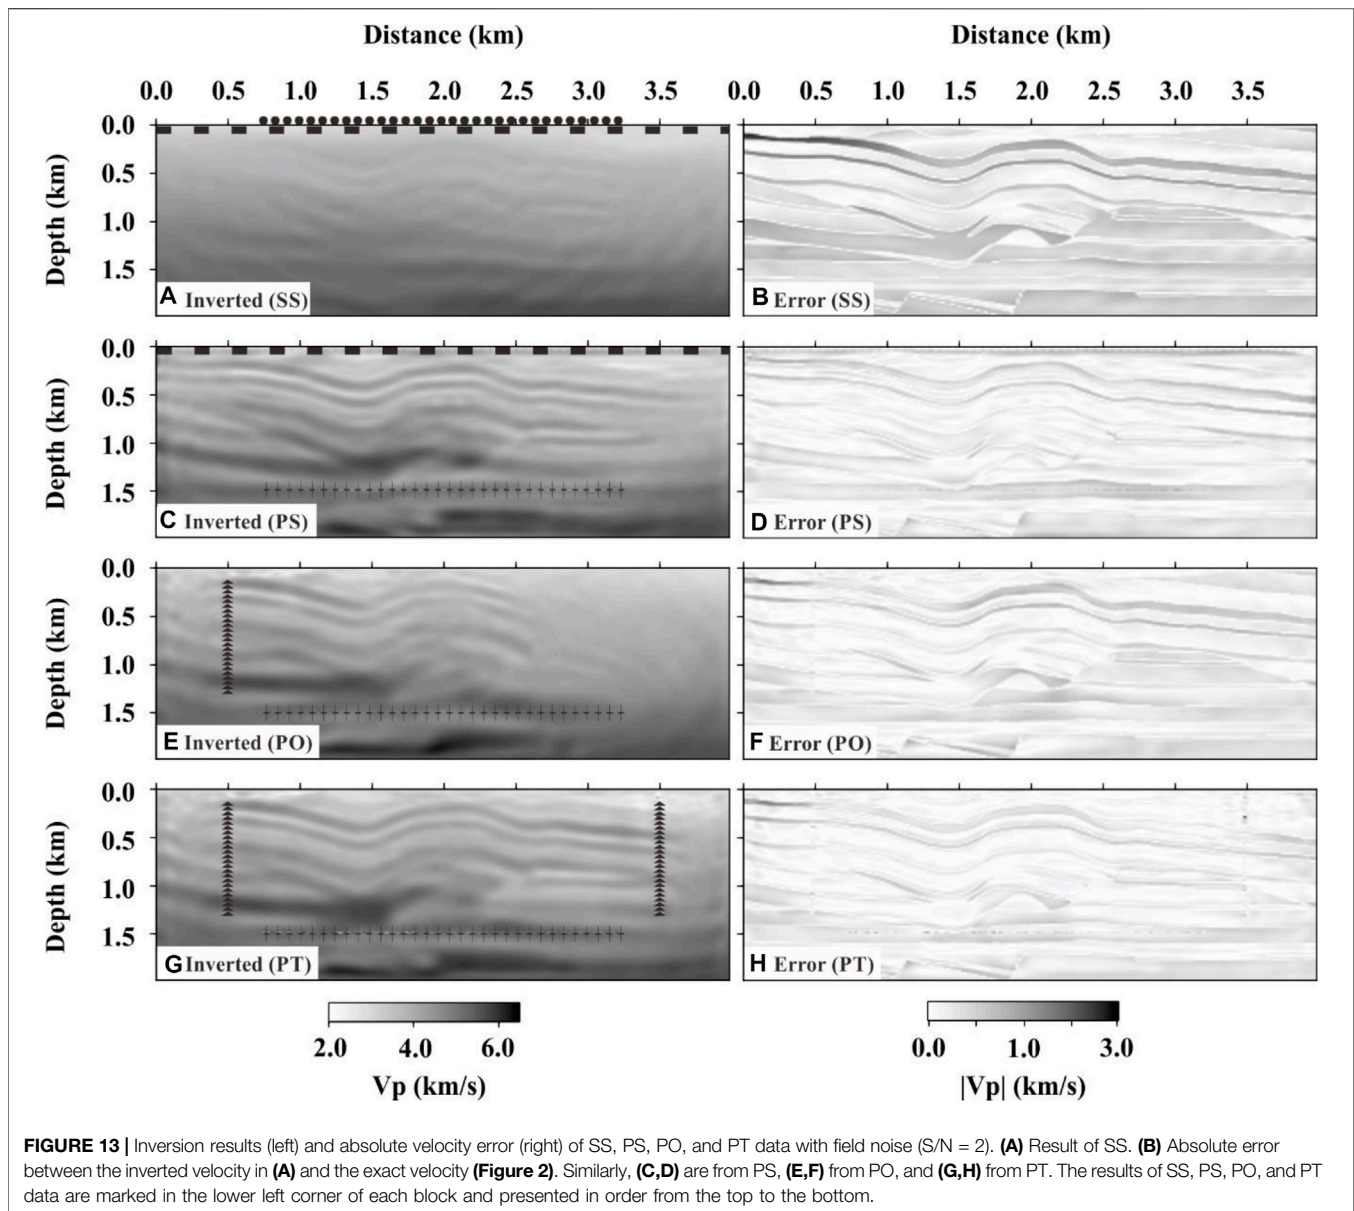 Distance (km) Distance (km)
0.0 0.5 1.0 1.5 2.0 2.5 3.0 3.5 0.0 0.5 1.0 1.5 2.0 2.5 3.0 3.5
0.0
0.5
1.0
1.5
Depth (km)
A Inverted (SS)
B Error (SS)
0.0
0.5
1.0
1.5
Depth (km)
C Inverted (PS)
D Error (PS)
0.0
0.5
1.0
1.5
Depth (km)
E Inverted (PO)
F Error (PO)
0.0
0.5
1.0
1.5
Depth (km)
G Inverted (PT)
H Error (PT)
2.0 4.0 6.0
Vp (km/s)
0.0 1.0 3.0
|Vp| (km/s)
FIGURE 13 | Inversion results (left) and absolute velocity error (right) of SS, PS, PO, and PT data with field noise (S/N = 2). (A) Result of SS. (B) Absolute error
between the inverted velocity in (A) and the exact velocity (Figure 2). Similarly, (C,D) are from PS, (E,F) from PO, and (G,H) from PT. The results of SS, PS, PO, and PT
data are marked in the lower left corner of each block and presented in order from the top to the bottom.